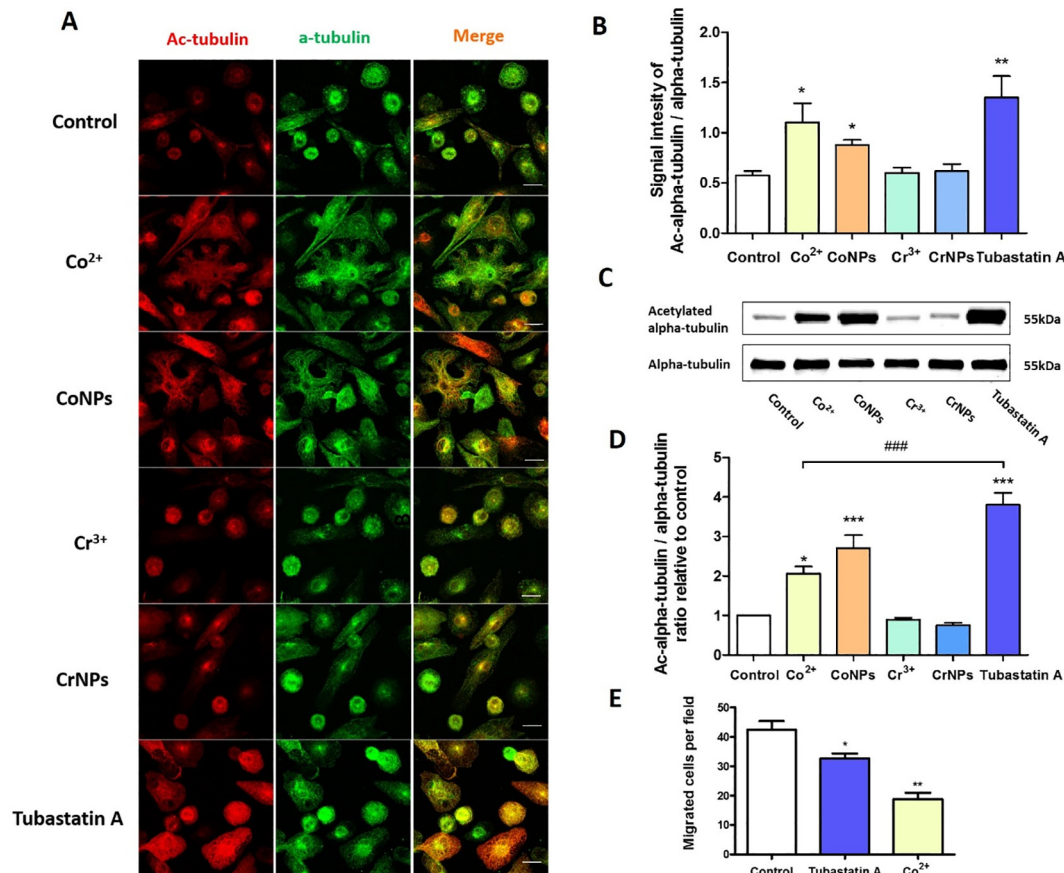 A
Ac-tubulin a-tubulin Merge
Control
Co2+
CoNPs
Cr3+
CrNPs
Tubastatin A
B
Signial intesity of
Ac-alpha-tubulin / alpha-tubulin
2.0
1.5
1.0
0.5
0.0
*
*
**
Control Co2+ CoNPs Cr3+ CrNPs Tubastatin A
C
Acetylated
alpha-tubulin
55kDa
Alpha-tubulin
55kDa
Control Co2+ CoNPs Cr3+ CrNPs Tubastatin A
D
Ac-alpha-tubulin / alpha-tubulin
ratio relative to control
5
4
3
2
1
0
###
*
***
***
Control Co2+ CoNPs Cr3+ CrNPs Tubastatin A
E
Migrated cells per field
50
40
30
20
10
0
*
**
Control Tubastatin A Co2+